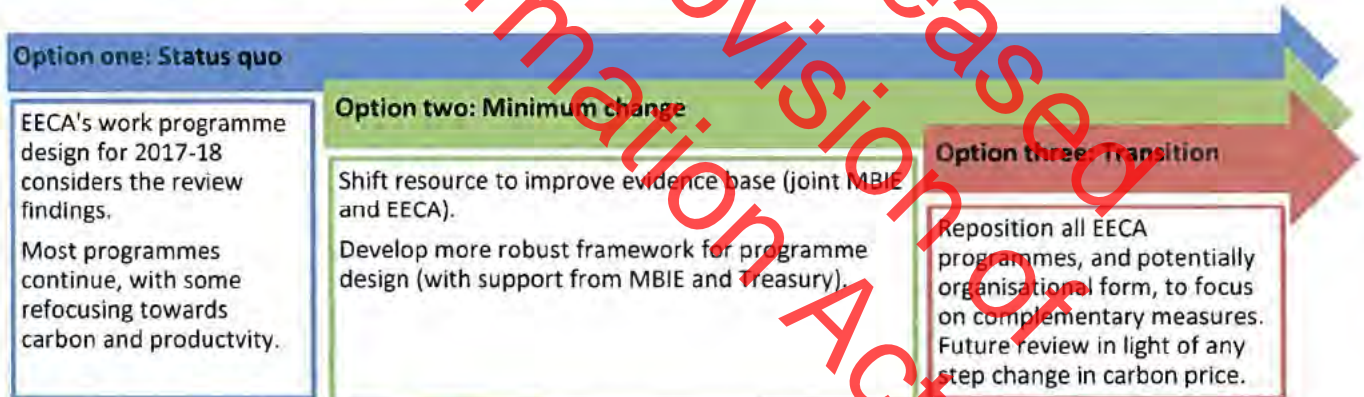 Option one: Status quo
EECA's work programme
design for 2017-18
considers the review
findings.
Most programmes
continue, with some
refocusing towards
carbon and productvity.
Option two: Minimum change
Shift resource to improve evidence base (joint MBIE
and EECA).
Develop more robust framework for programme
design (with support from MBIE and Treasury).
Option three: Transition
Reposition all EECA
programmes, and potentially
organisational form, to focus
on complementary measures.
Future review in light of any
step change in carbon price.
ased
ovision of
rmation Act